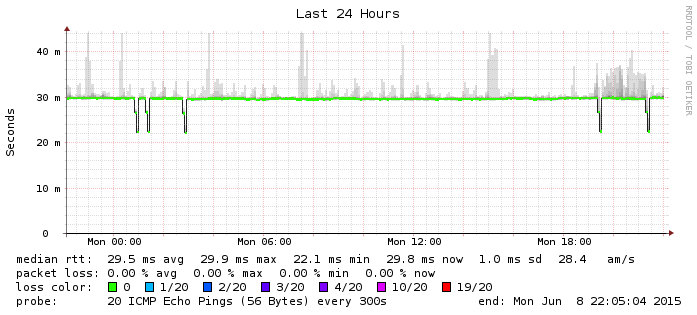 Last 24 Hours
RRDTOOL / TOBI OETIKER
Seconds
40 m
30 m
20 m
10 m
0
Mon 00:00 Mon 06:00 Mon 12:00 Mon 18:00
median rtt: 29.5 ms avg 29.9 ms max 22.1 ms min 29.8 ms now 1.0 ms sd 28.4 am/s
packet loss: 0.00 % avg 0.00 % max 0.00 % min 0.00 % now
loss color: 0 1/20 2/20 3/20 4/20 10/20 19/20
probe: 20 ICMP Echo Pings (56 Bytes) every 300s end: Mon Jun 8 22:05:04 2015